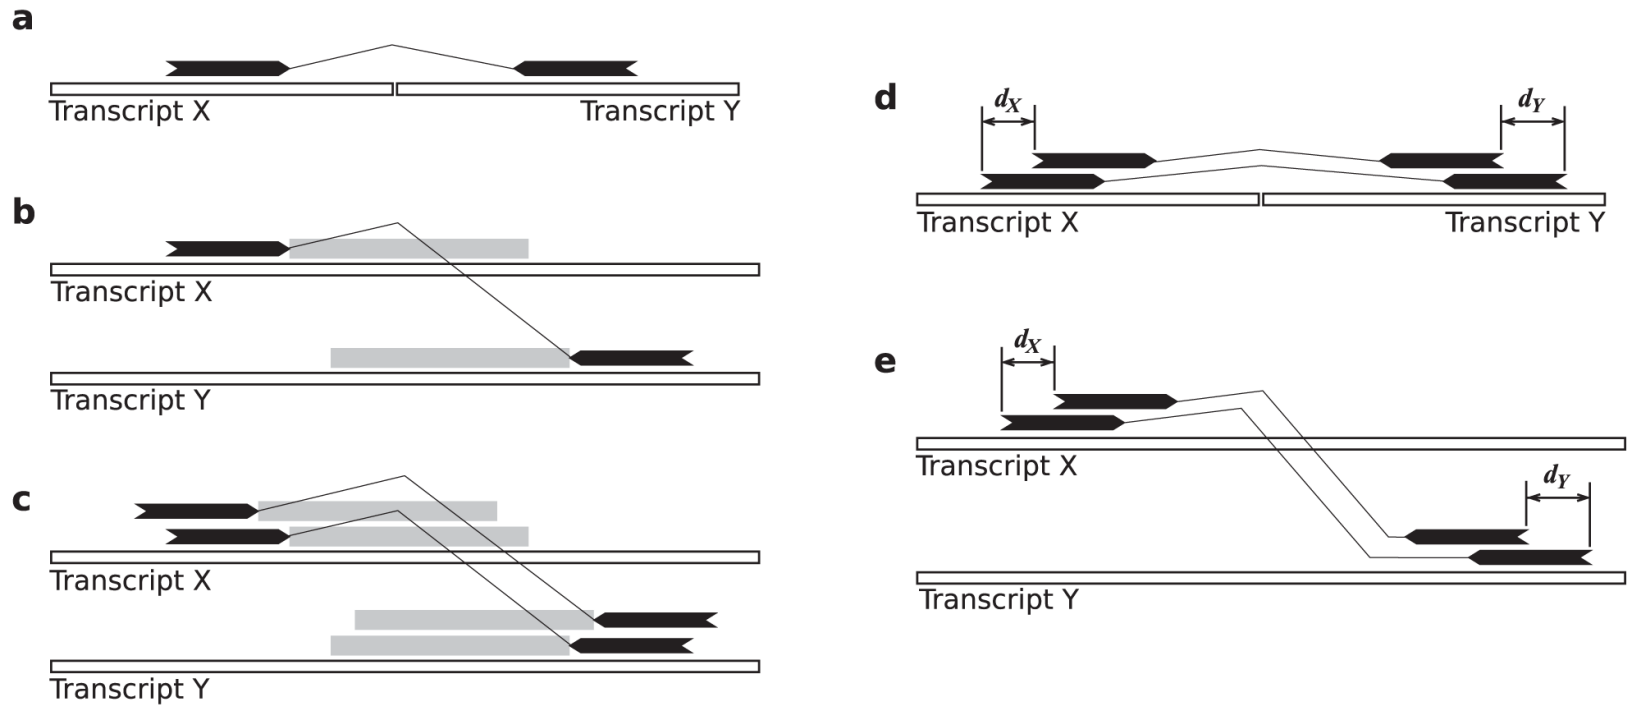 a
Transcript X Transcript Y
b
Transcript X
Transcript Y
c
Transcript X
Transcript Y
d
dX dY
Transcript X Transcript Y
e
dX
Transcript X
dY
Transcript Y